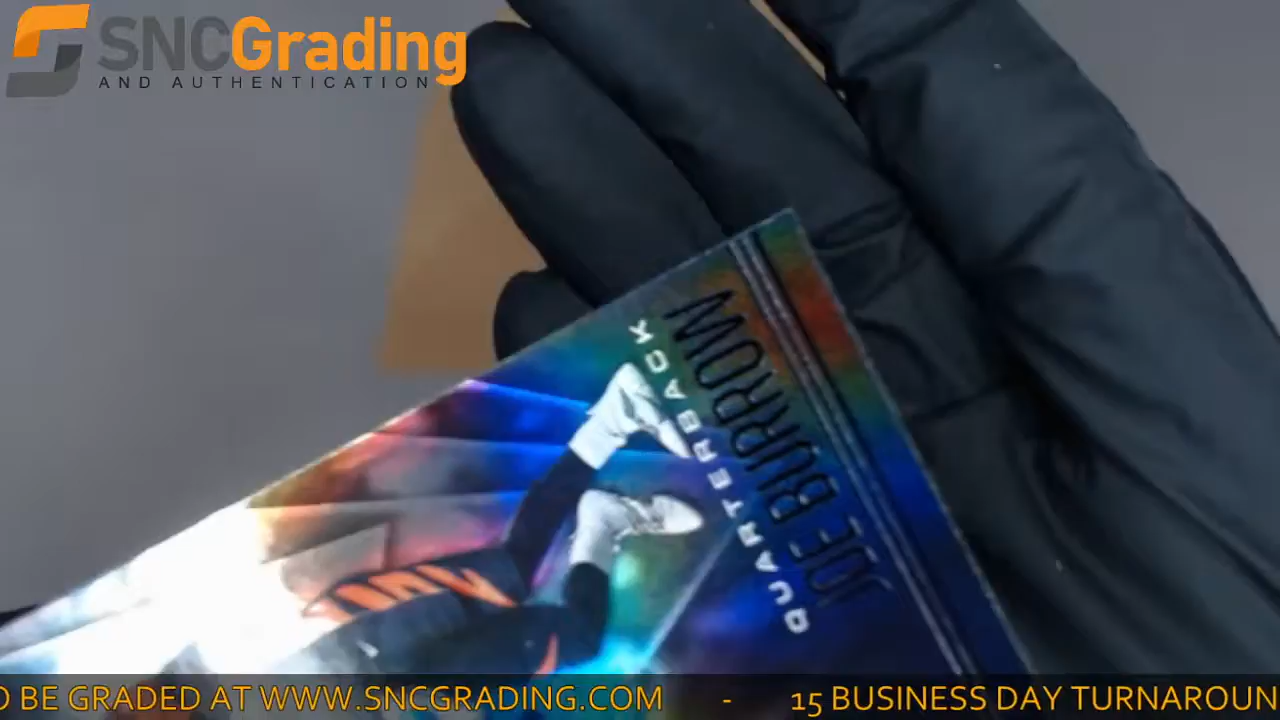 SNCGrading
AND AUTHENTICATION
QUARTERBACK
JOE BURROW
O BE GRADED AT WWW.SNCGRADING.COM - 15 BUSINESS DAY TURNAROUN